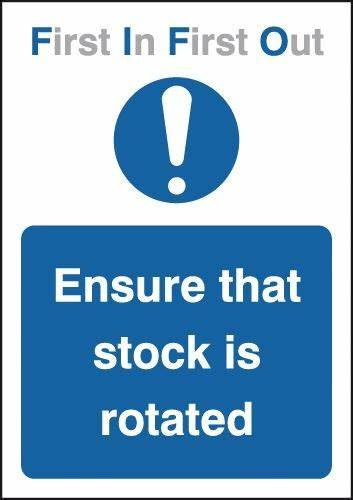 First In First Out
Ensure that
stock is
rotated